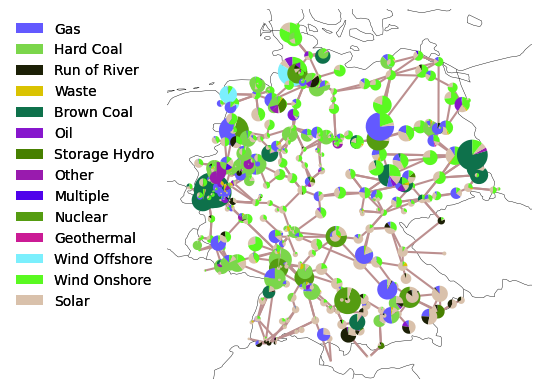 Gas
Hard Coal
Run of River
Waste
Brown Coal
Oil
Storage Hydro
Other
Multiple
Nuclear
Geothermal
Wind Offshore
Wind Onshore
Solar